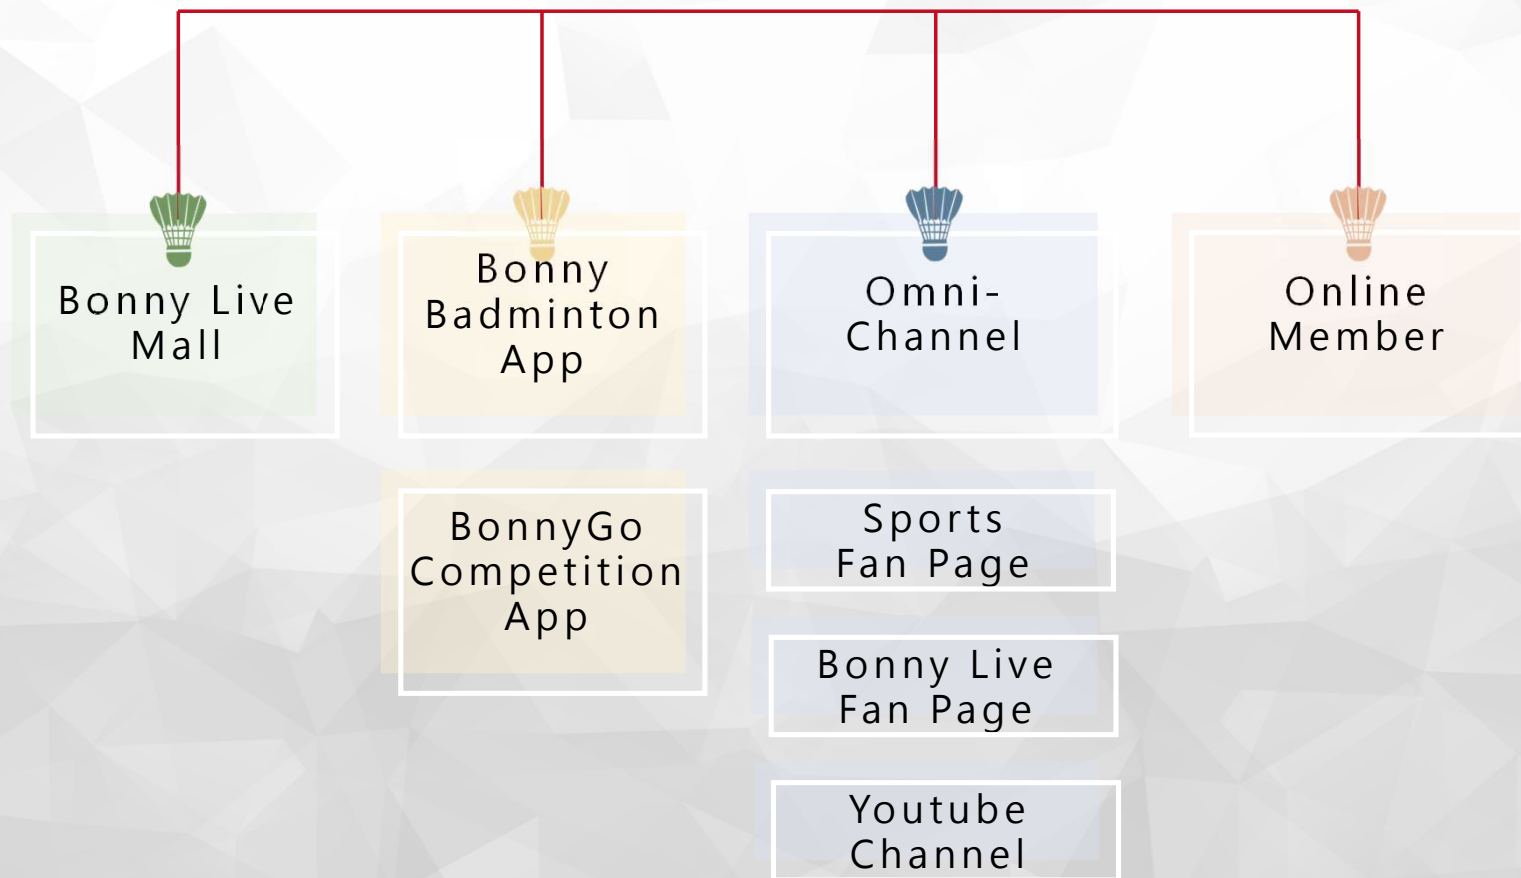 Bonny Live
Mall
Bonny
Badminton
App
BonnyGo
Competition
App
Omni-
Channel
Sports
Fan Page
Bonny Live
Fan Page
Youtube
Channel
Online
Member